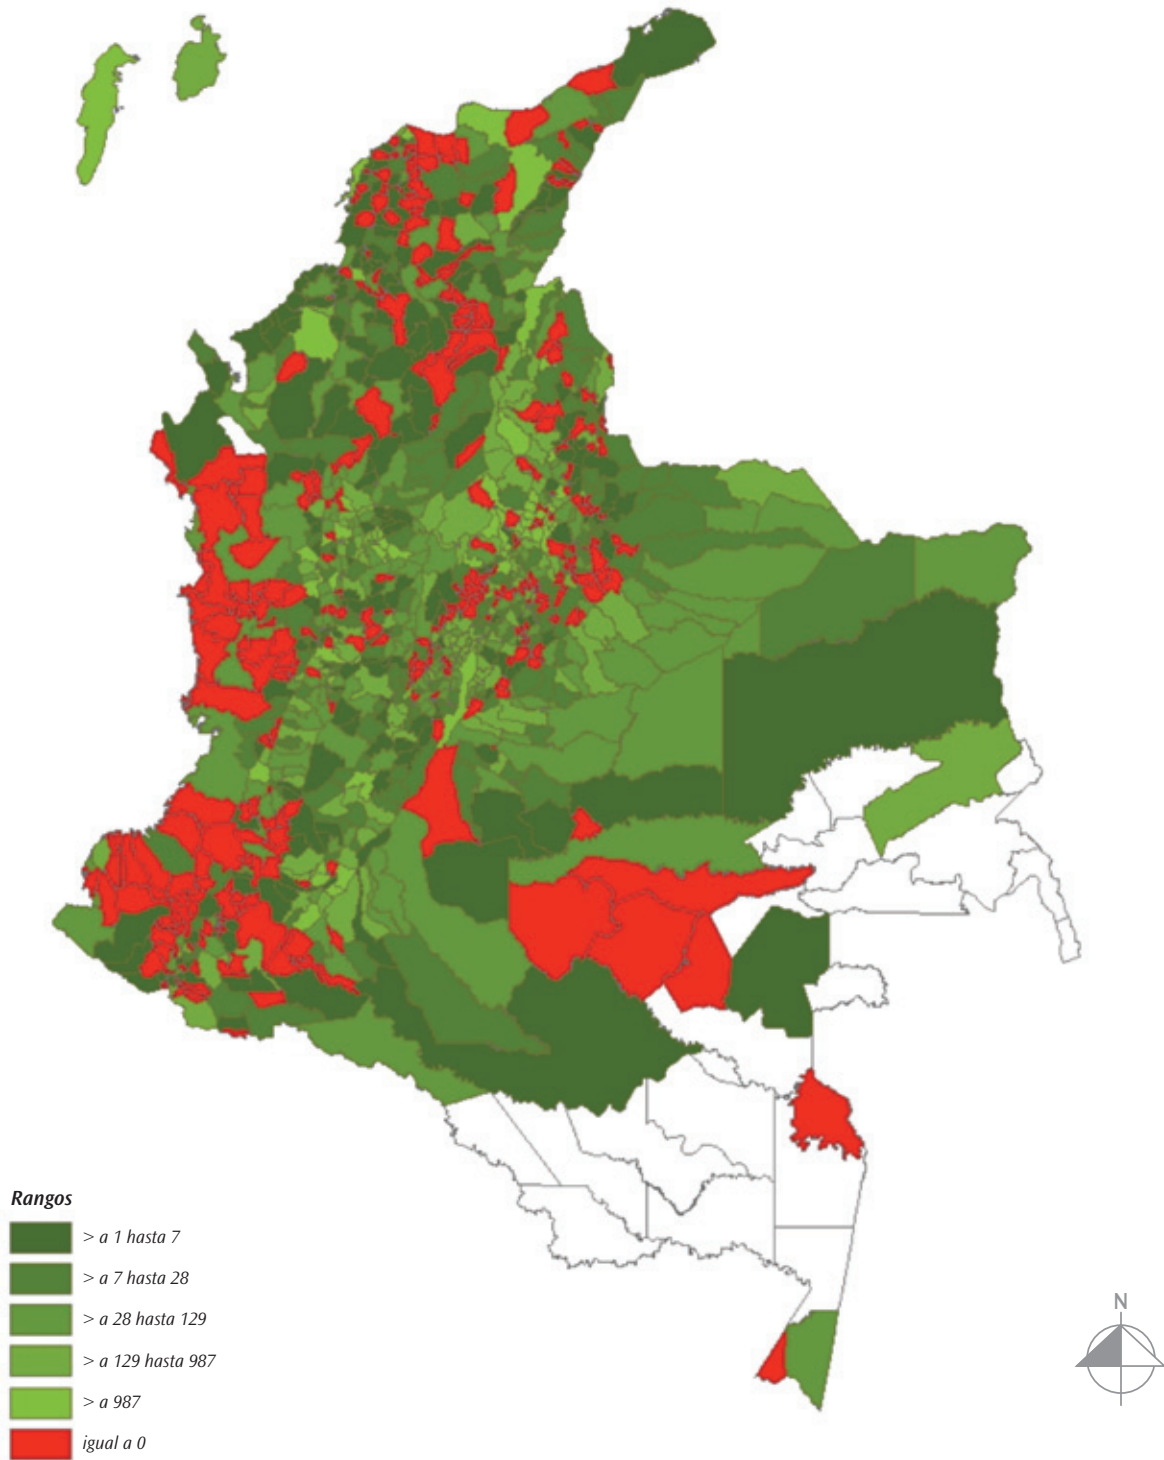 Rangos
> a 1 hasta 7
> a 7 hasta 28
> a 28 hasta 129
> a 129 hasta 987
> a 987
igual a 0
N